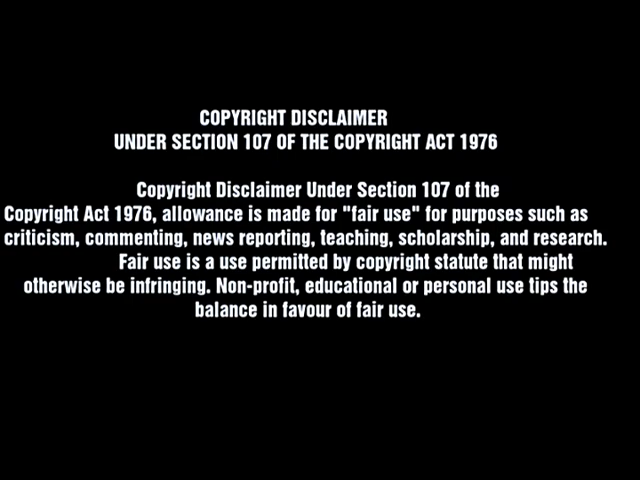 COPYRIGHT DISCLAIMER
UNDER SECTION 107 OF THE COPYRIGHT ACT 1976
Copyright Disclaimer Under Section 107 of the
Copyright Act 1976, allowance is made for "fair use" for purposes such as
criticism, commenting, news reporting, teaching, scholarship, and research.
Fair use is a use permitted by copyright statute that might
otherwise be infringing. Non-profit, educational or personal use tips the
balance in favour of fair use.